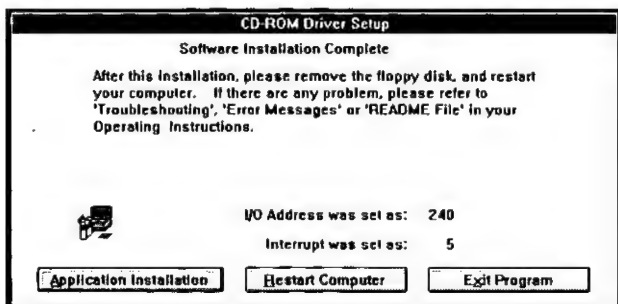 CD-ROM Driver Setup
Software Installation Complete
After this installation, please remove the floppy disk, and restart
your computer. If there are any problem, please refer to
'Troubleshooting', 'Error Messages' or 'README File' in your
Operating Instructions.
I/O Address was set as: 240
Interrupt was set as: 5
Application Installation Restart Computer Exit Program